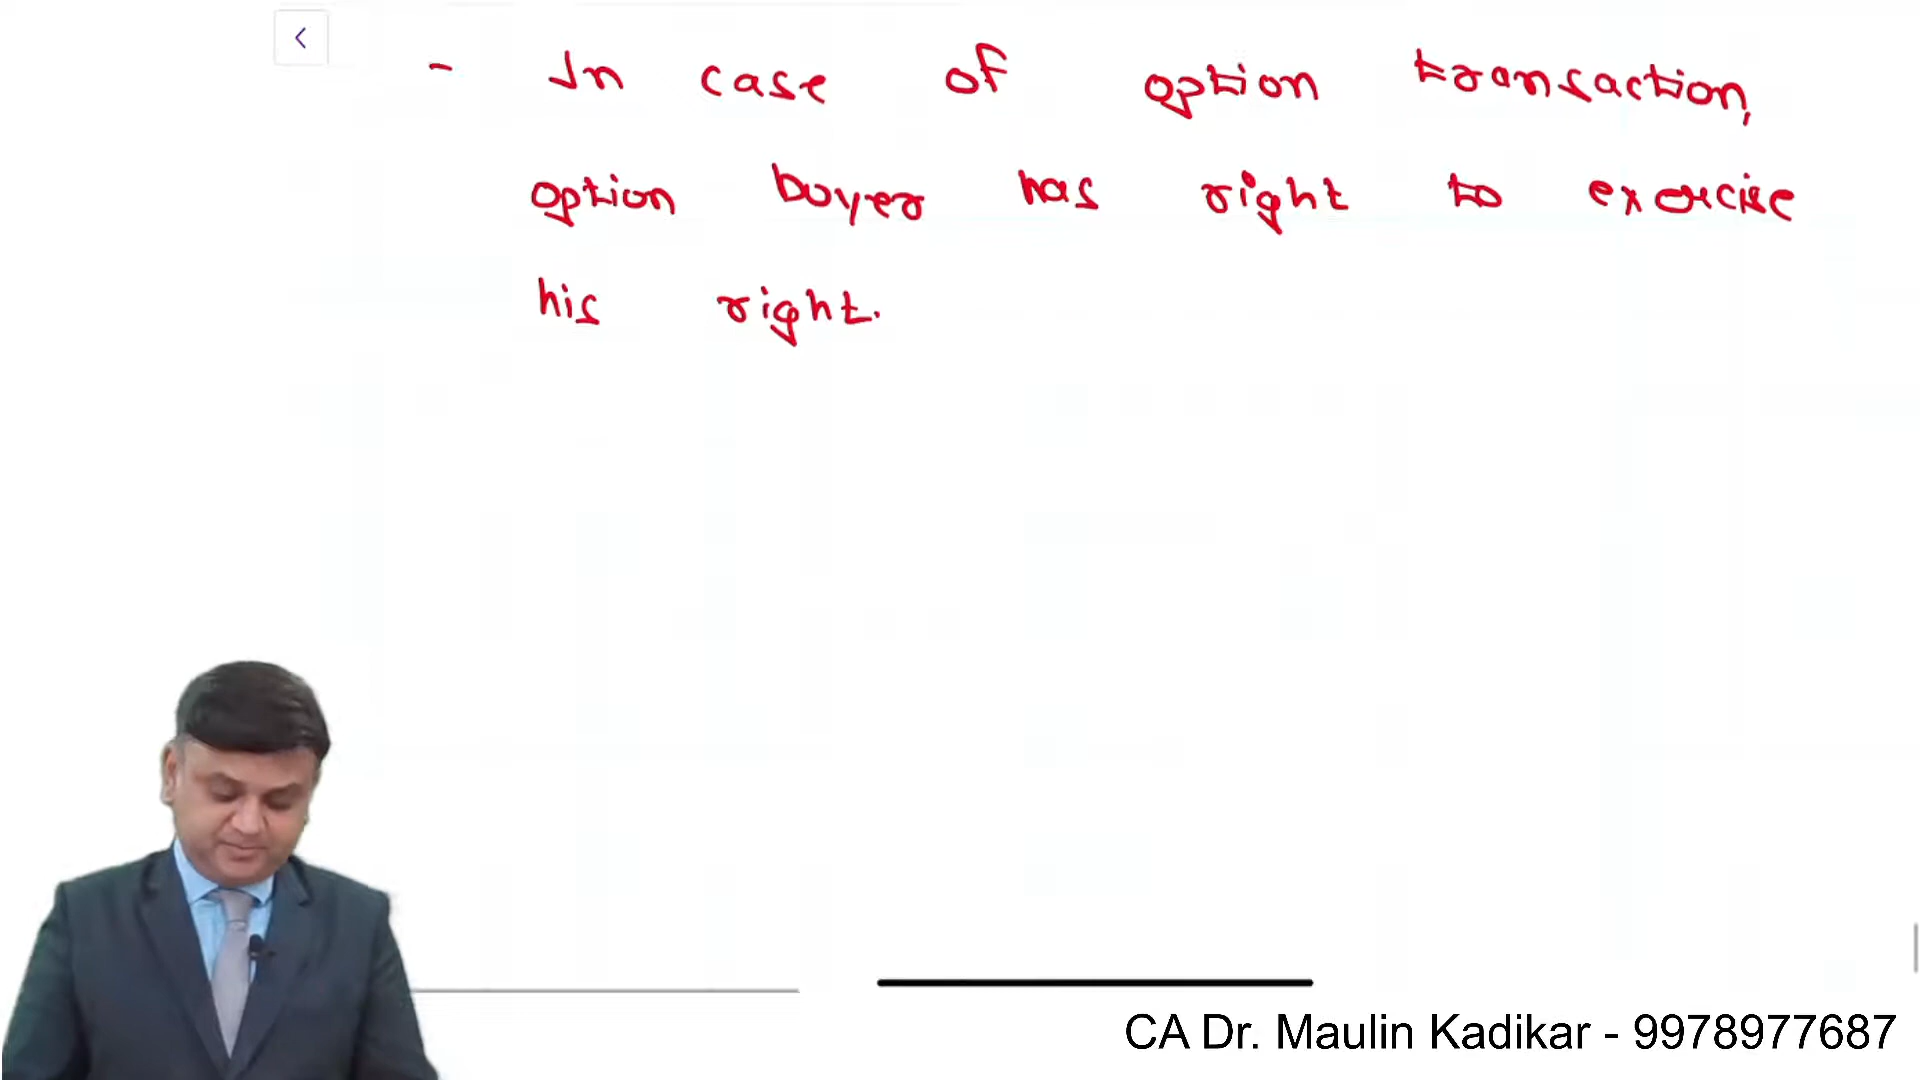 - In case of option transaction,
option buyer has right to exercise
his right.
CA Dr. Maulin Kadikar - 9978977687